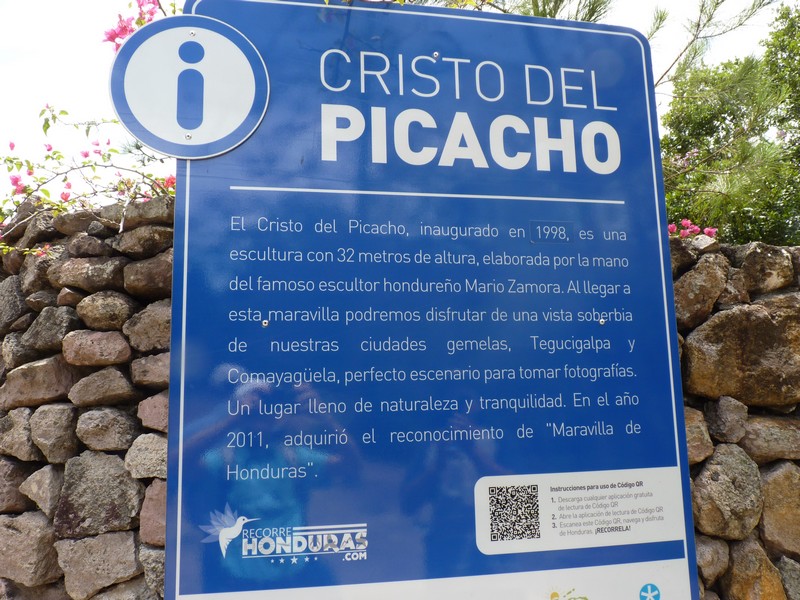 i
CRISTO DEL
PICACHO
El Cristo del Picacho, inaugurado en 1998, es una
escultura con 32 metros de altura, elaborada por la mano
del famoso escultor hondureño Mario Zamora. Al llegar a
esta maravilla podremos disfrutar de una vista soberbia
de nuestras ciudades gemelas, Tegucigalpa y
Comayagüela, perfecto escenario para tomar fotografías.
Un lugar lleno de naturaleza y tranquilidad. En el año
2011, adquirió el reconocimiento de "Maravilla de
Honduras".
Instrucciones para uso de Código QR
1. Descarga cualquier aplicación gratuita
de lectura de Código QR
2. Abre la aplicación de lectura de Código QR
3. Escanea este Código QR, navega y disfruta
de Honduras. ¡RECORRELA!
RECORRE
HONDURAS
.COM